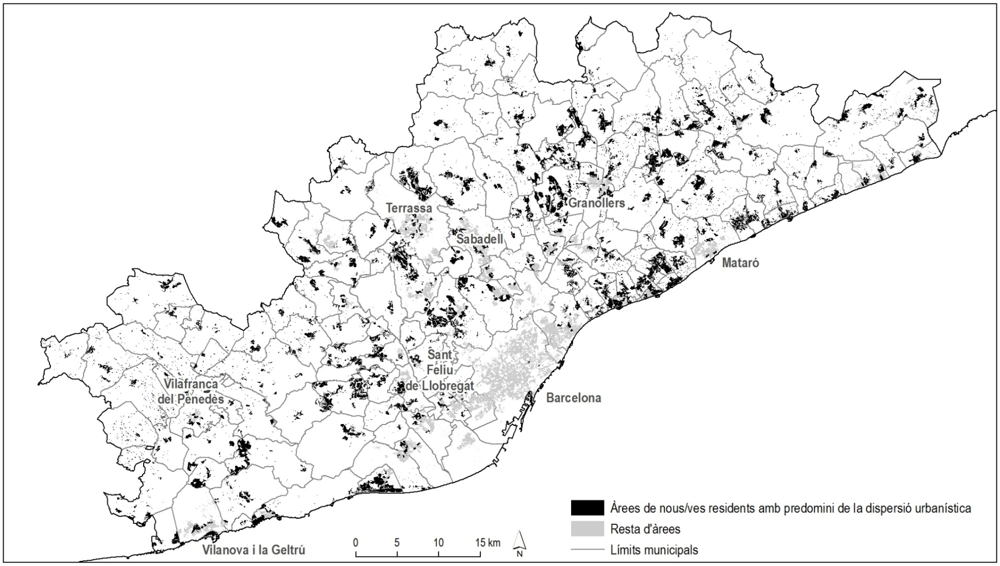 Terrassa
Granollers
Sabadell
Mataró
Sant
Feliu
de Llobregat
Vilafranca
del Penedès
Barcelona
Vilanova i la Geltrú
0 5 10 15 km
N
Àrees de nous/ves residents amb predomini de la dispersió urbanística
Resta d'àrees
Límits municipals